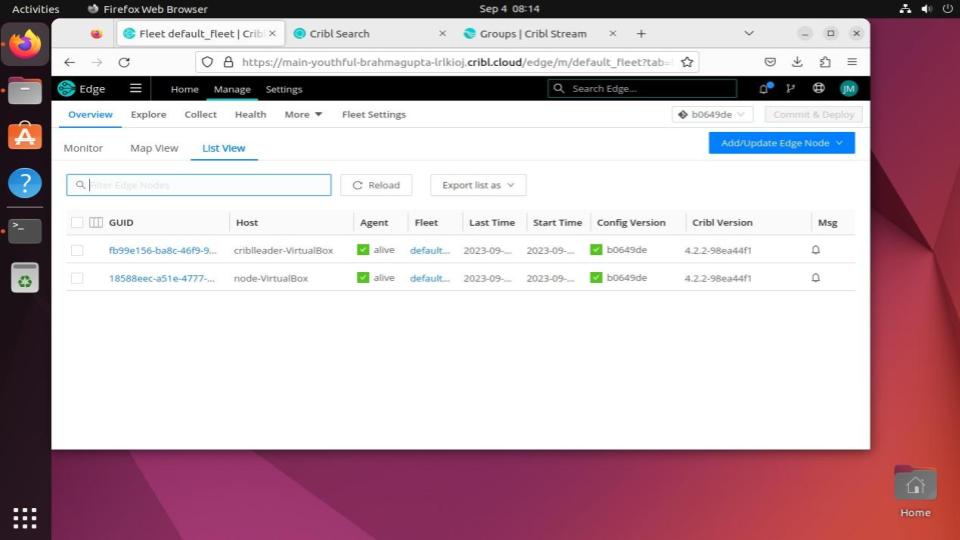 Activities
Firefox Web Browser
Sep 4 08:14
Fleet default_fleet | Crib
Cribl Search
Groups | Cribl Stream
https://main-youthful-brahmagupta-lrlkioj.cribl.cloud/edge/m/default_fleet?tab=
Edge
Home
Manage
Settings
Search Edge...
JM
Overview
Explore
Collect
Health
More
Fleet Settings
b0649de
Commit & Deploy
Monitor
Map View
List View
Add/Update Edge Node
Filter Edge Nodes
Reload
Export list as
GUID Host Agent Fleet Last Time Start Time Config Version Cribl Version Msg
fb99e156-ba8c-46f9-9... criblleader-VirtualBox alive default... 2023-09-... 2023-09-... b0649de 4.2.2-98ea44f1
18588eec-a51e-4777-... node-VirtualBox alive default... 2023-09-... 2023-09-... b0649de 4.2.2-98ea44f1
Home